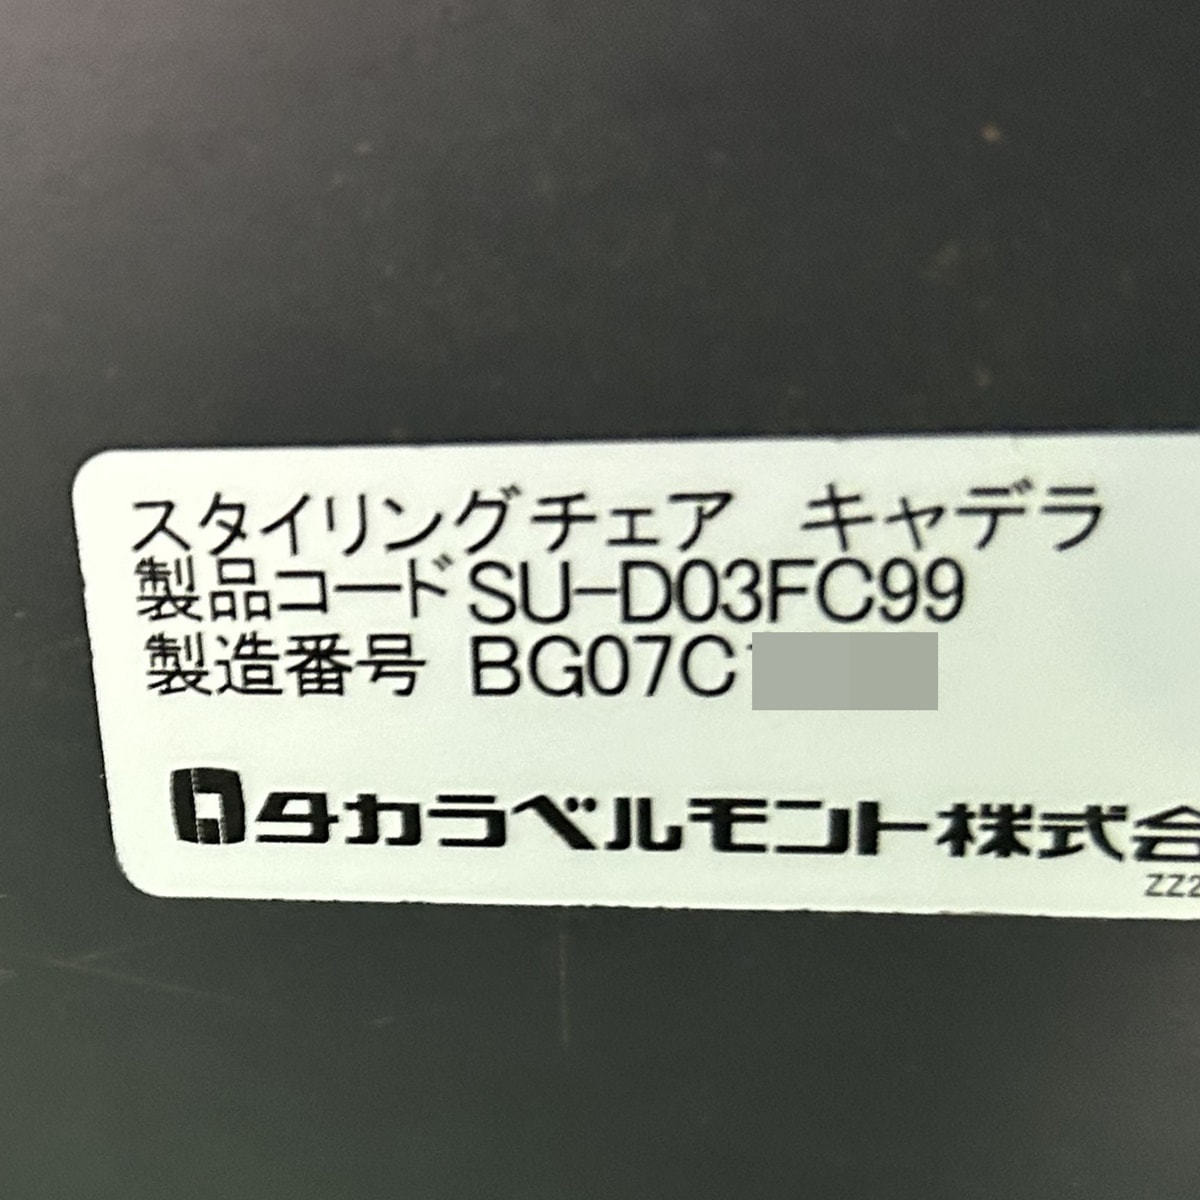 スタイリングチェア キャデラ
製品コードSU-D03FC99
製造番号 BG07C
タカラベルモント株式会
ZZ2